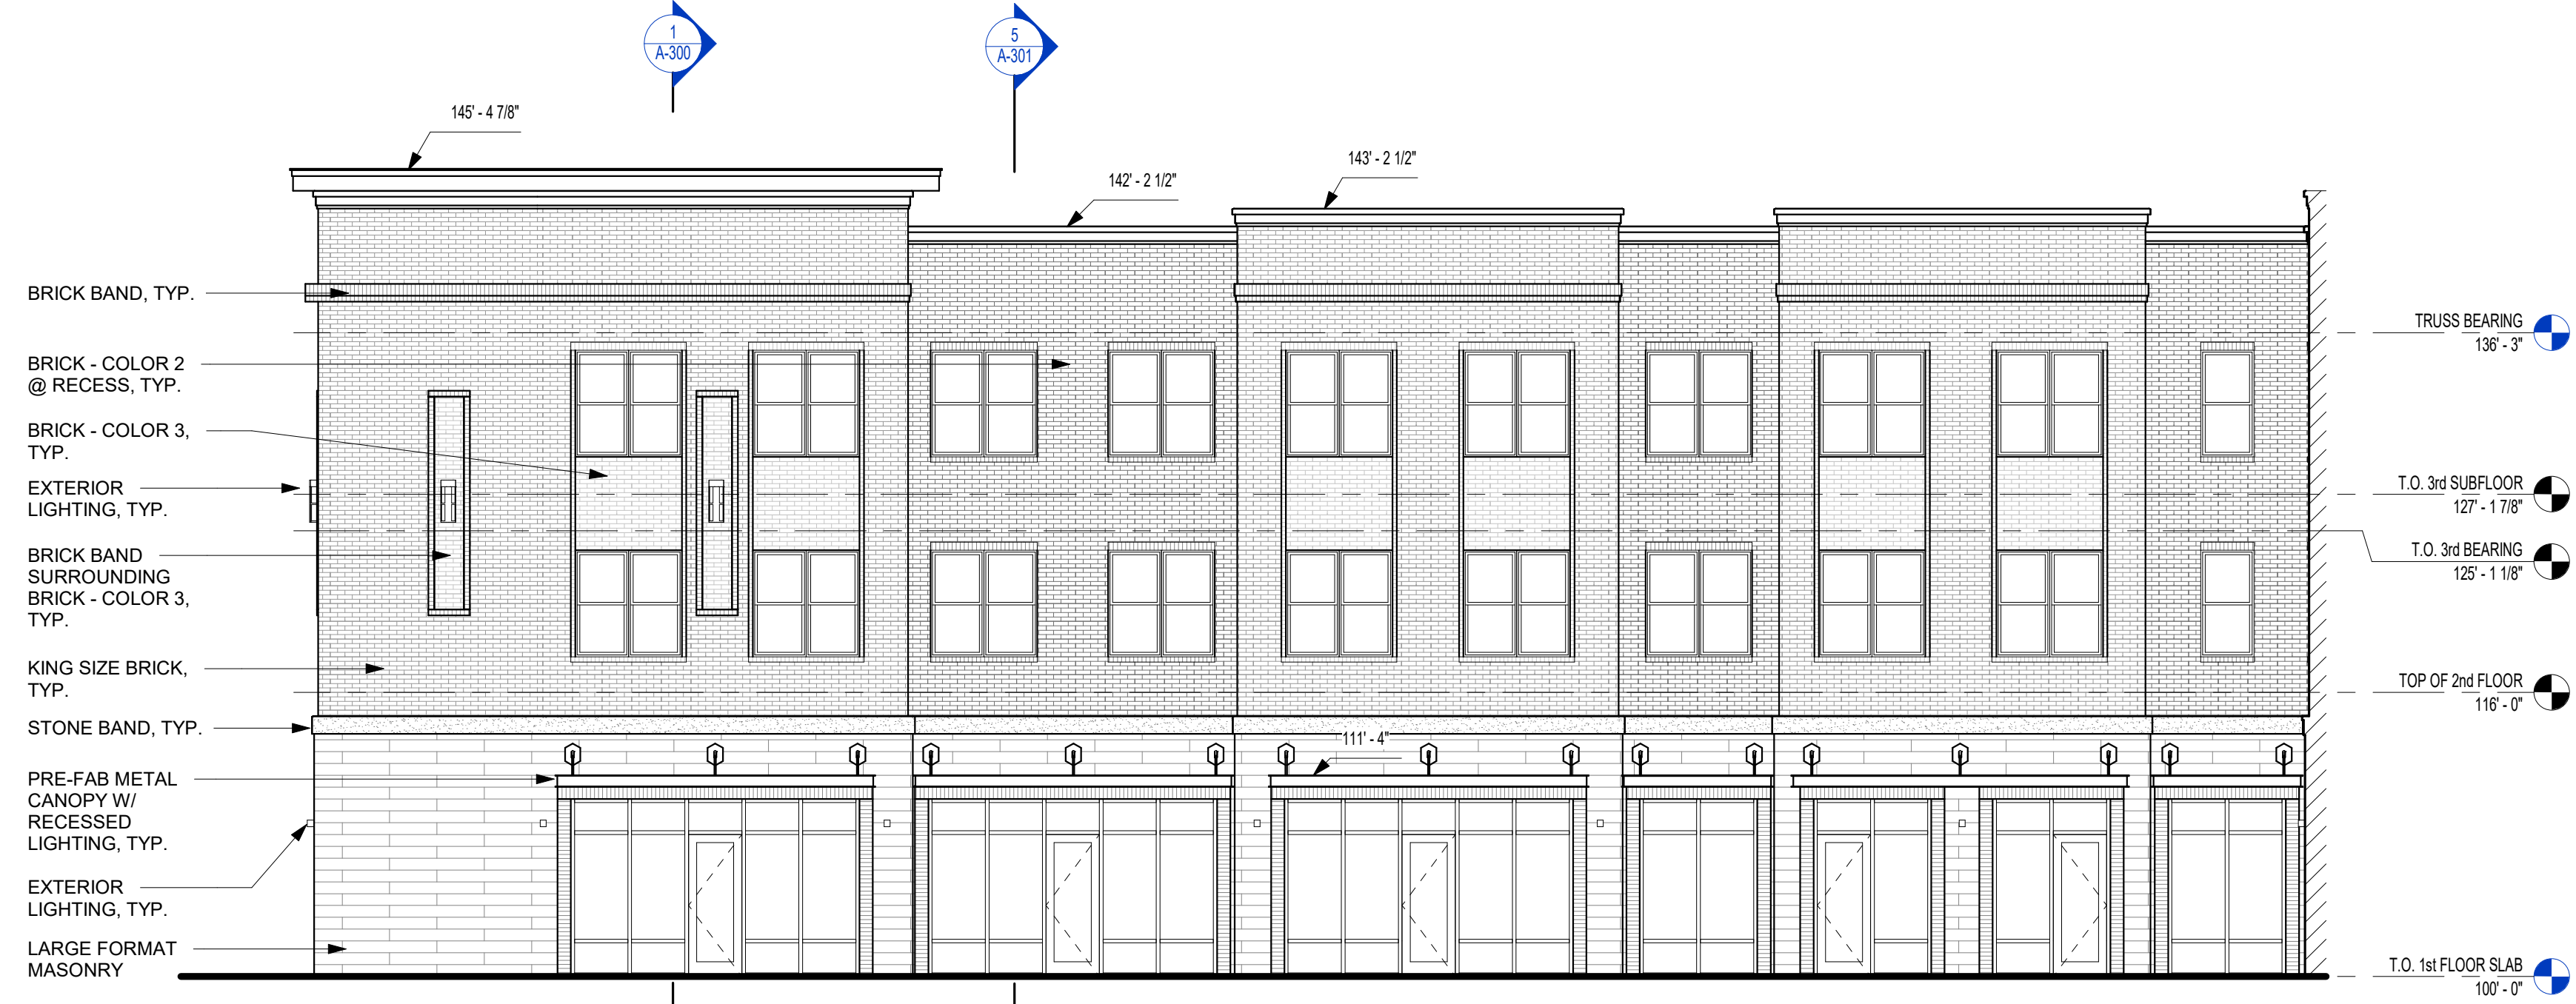 1
A-300
5
A-301
145' - 4 7/8"
142' - 2 1/2"
143' - 2 1/2"
BRICK BAND, TYP.
BRICK - COLOR 2
@ RECESS, TYP.
BRICK - COLOR 3,
TYP.
EXTERIOR
LIGHTING, TYP.
BRICK BAND
SURROUNDING
BRICK - COLOR 3,
TYP.
KING SIZE BRICK,
TYP.
STONE BAND, TYP.
PRE-FAB METAL
CANOPY W/
RECESSED
LIGHTING, TYP.
EXTERIOR
LIGHTING, TYP.
LARGE FORMAT
MASONRY
111' - 4"
TRUSS BEARING
136' - 3"
T.O. 3rd SUBFLOOR
127' - 1 7/8"
T.O. 3rd BEARING
125' - 1 1/8"
TOP OF 2nd FLOOR
116' - 0"
T.O. 1st FLOOR SLAB
100' - 0"